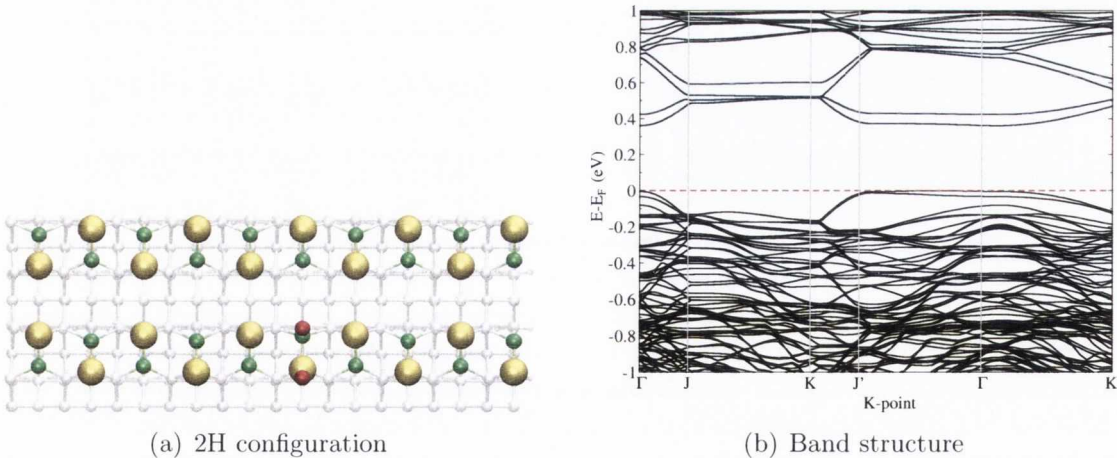 1
0.8
0.6
0.4
0.2
0
-0.2
-0.4
-0.6
-0.8
-1
E-E_F (eV)
Γ J K J' Γ K
K-point
(a) 2H configuration
(b) Band structure